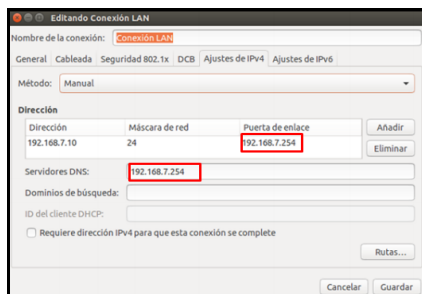 Editando Conexión LAN
Nombre de la conexión: Conexión LAN
General Cableada Seguridad 802.1x DCB Ajustes de IPv4 Ajustes de IPv6
Método: Manual
Dirección
Dirección Máscara de red Puerta de enlace Añadir
192.168.7.10 24 192.168.7.254
Eliminar
Servidores DNS: 192.168.7.254
Dominios de búsqueda:
ID del cliente DHCP:
Requiere dirección IPv4 para que esta conexión se complete
Rutas...
Cancelar Guardar